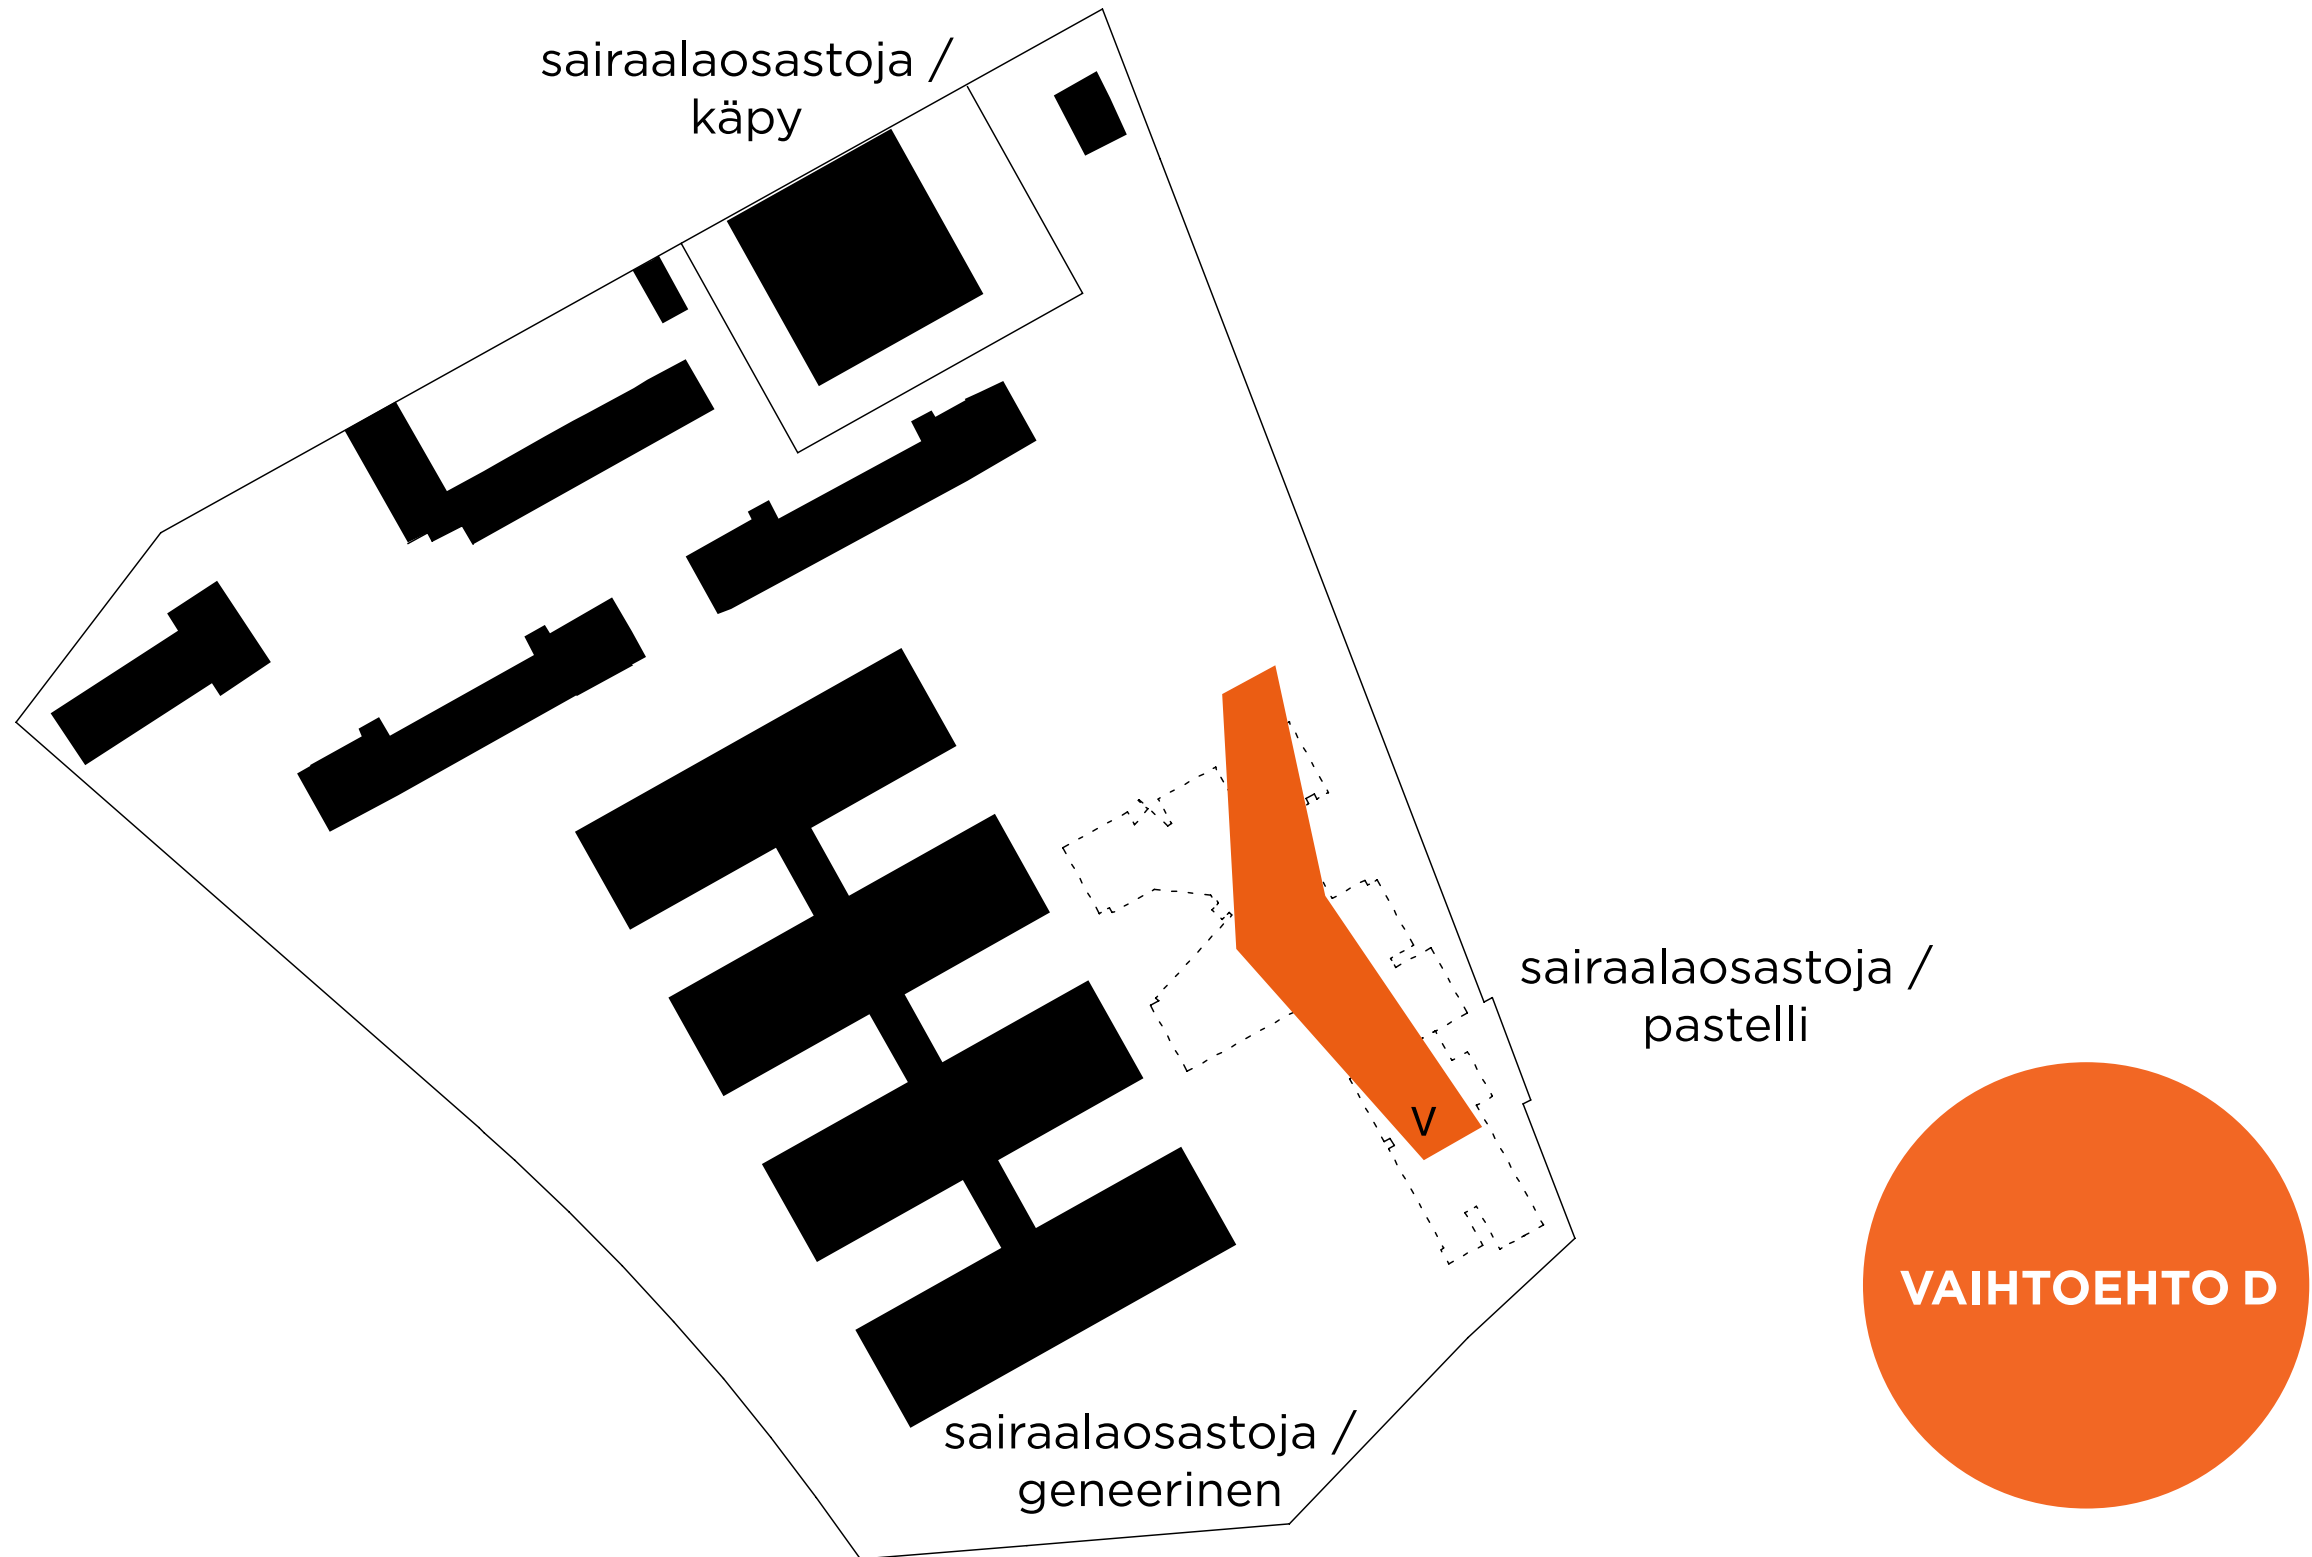 sairaalaosastoja /
käpy
sairaalaosastoja /
pastelli
V
VAIHTOEHTO D
sairaalaosastoja /
geneerinen